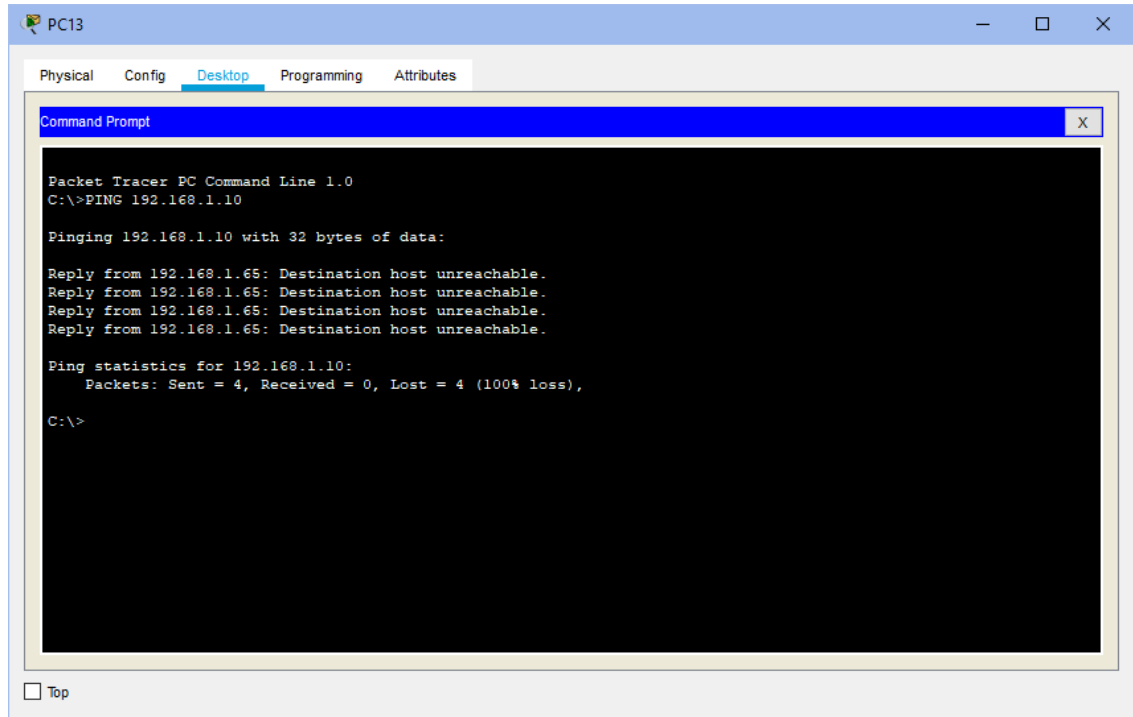 PC13
Physical Config Desktop Programming Attributes
Command Prompt
X
Packet Tracer PC Command Line 1.0
C:\>PING 192.168.1.10
Pinging 192.168.1.10 with 32 bytes of data:
Reply from 192.168.1.65: Destination host unreachable.
Reply from 192.168.1.65: Destination host unreachable.
Reply from 192.168.1.65: Destination host unreachable.
Reply from 192.168.1.65: Destination host unreachable.
Ping statistics for 192.168.1.10:
    Packets: Sent = 4, Received = 0, Lost = 4 (100% loss),
C:\>
Top